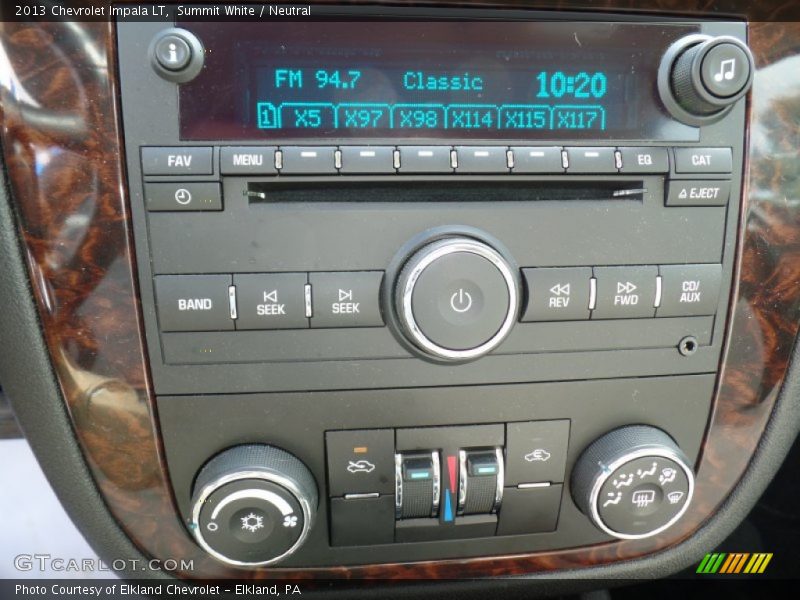 2013 Chevrolet Impala LT,  Summit White / Neutral
i
FM 94.7 Classic 10:20
1 X5 X97 X98 X114 X115 X117
FAV MENU EQ CAT
EJECT
BAND SEEK SEEK REV FWD CD/
AUX
GTCARLOT.COM
Photo Courtesy of Elkland Chevrolet – Elkland, PA